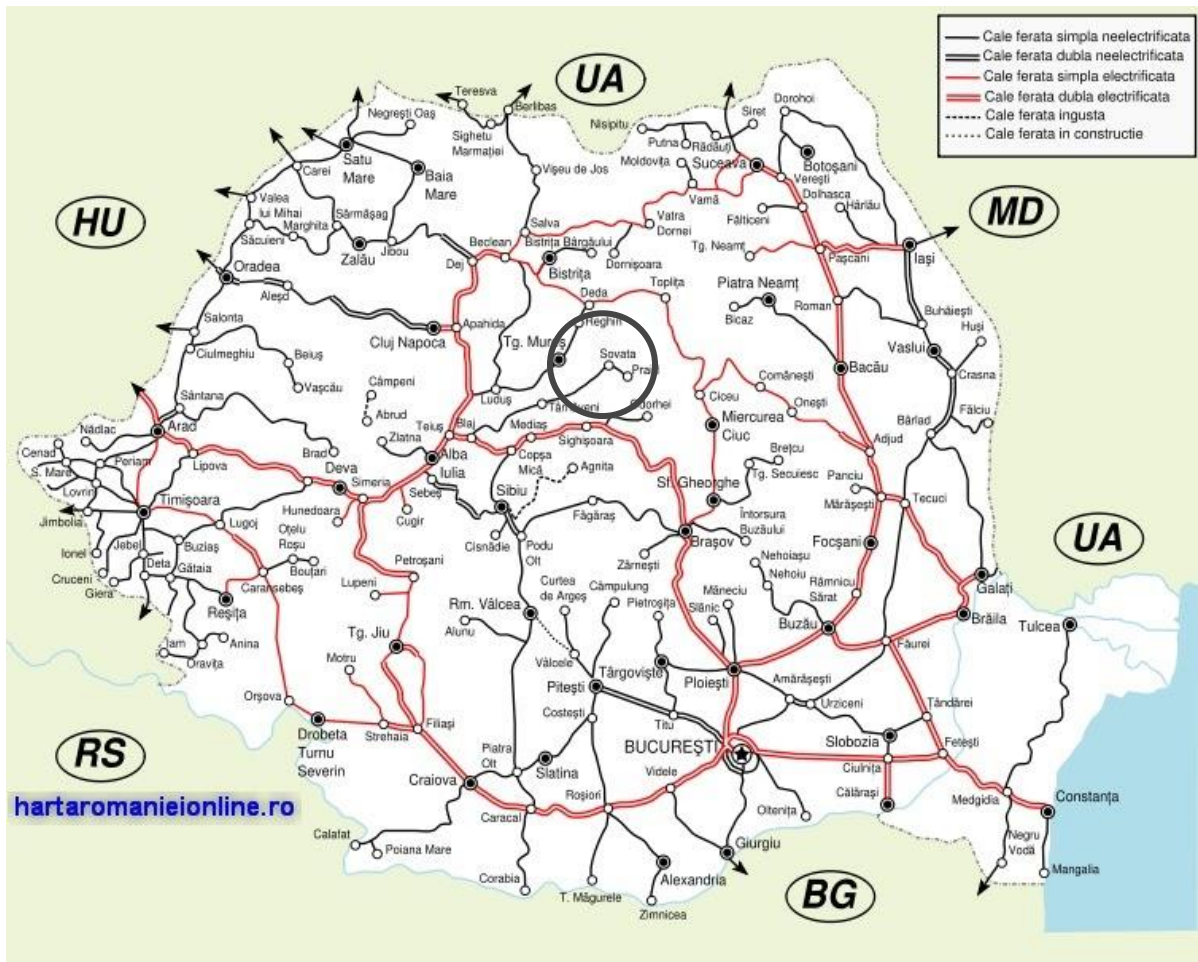 Cale ferata simpla neelectrificata
Cale ferata dubla neelectrificata
Cale ferata simpla electrificata
Cale ferata dubla electrificata
Cale ferata ingusta
Cale ferata in constructie
UA
HU
MD
UA
RS
BG
hartaromanieionline.ro
Teresva
Berlibas
Negrești Oaș
Sighetu
Marmației
Nisipitu
Siret
Dorohoi
Putna
Rădăuți
Satu
Mare
Carei
Baia
Mare
Vișeu de Jos
Moldovița
Suceava
Botoșani
Verești
Dolhasca
Vamă
Fălticeni
Hârlău
Valea
lui Mihai
Săcuieni
Marghita
Sărmășag
Zalău
Jibou
Salva
Beclean
Bistrița Bârgăului
Bistrița
Vatra
Dornei
Dornișoara
Tg. Neamț
Pașcani
Iași
Oradea
Aleșd
Dej
Deda
Toplița
Piatra Neamț
Bicaz
Roman
Buhăiești
Huși
Salonta
Ciulmeghiu
Beiuș
Vașcău
Cluj Napoca
Apahida
Reghin
Tg. Mureș
Sovata
Praid
Vaslui
Crasna
Bacău
Comănești
Onești
Câmpeni
Abrud
Luduș
Târnăveni
Odorhei
Ciceu
Miercurea
Ciuc
Bârlad
Fălciu
Sântana
Arad
Nădlac
Brad
Zlatna
Teiuș
Blaj
Mediaș
Sighișoara
Adjud
Cenad
S. Mare
Lovrin
Periam
Lipova
Deva
Simeria
Alba
Iulia
Copșa
Mică
Agnita
Brețcu
Tg. Secuiesc
Sf. Gheorghe
Panciu
Tecuci
Mărășești
Timișoara
Jimbolia
Lugoj
Hunedoara
Cugir
Sebeș
Sibiu
Făgăraș
Întorsura
Buzăului
Brașov
Focșani
Ionel
Jebel
Buziaș
Oțelu
Roșu
Cisnădie
Podu
Olt
Zărnești
Nehoiașu
Nehoiu
Cruceni
Giera
Deta
Gătaia
Bouțari
Caransebeș
Petroșani
Lupeni
Curtea
de Argeș
Câmpulung
Pietroșița
Măneciu
Slănic
Râmnicu
Sărat
Galați
Reșița
Rm. Vâlcea
Alunu
Buzău
Brăila
Tulcea
Iam
Oravița
Anina
Tg. Jiu
Motru
Vâlcele
Târgoviște
Ploiești
Făurei
Pitești
Amărășești
Urziceni
Țăndărei
Orșova
Filiași
Strehaia
Costești
Titu
Drobeta
Turnu
Severin
Craiova
Piatra
Olt
Slatina
BUCUREȘTI
Videle
Slobozia
Fetești
Ciulnița
Călărași
Caracal
Roșiori
Oltenița
Medgidia
Constanța
Calafat
Poiana Mare
Corabia
T. Măgurele
Alexandria
Zimnicea
Giurgiu
Negru
Vodă
Mangalia